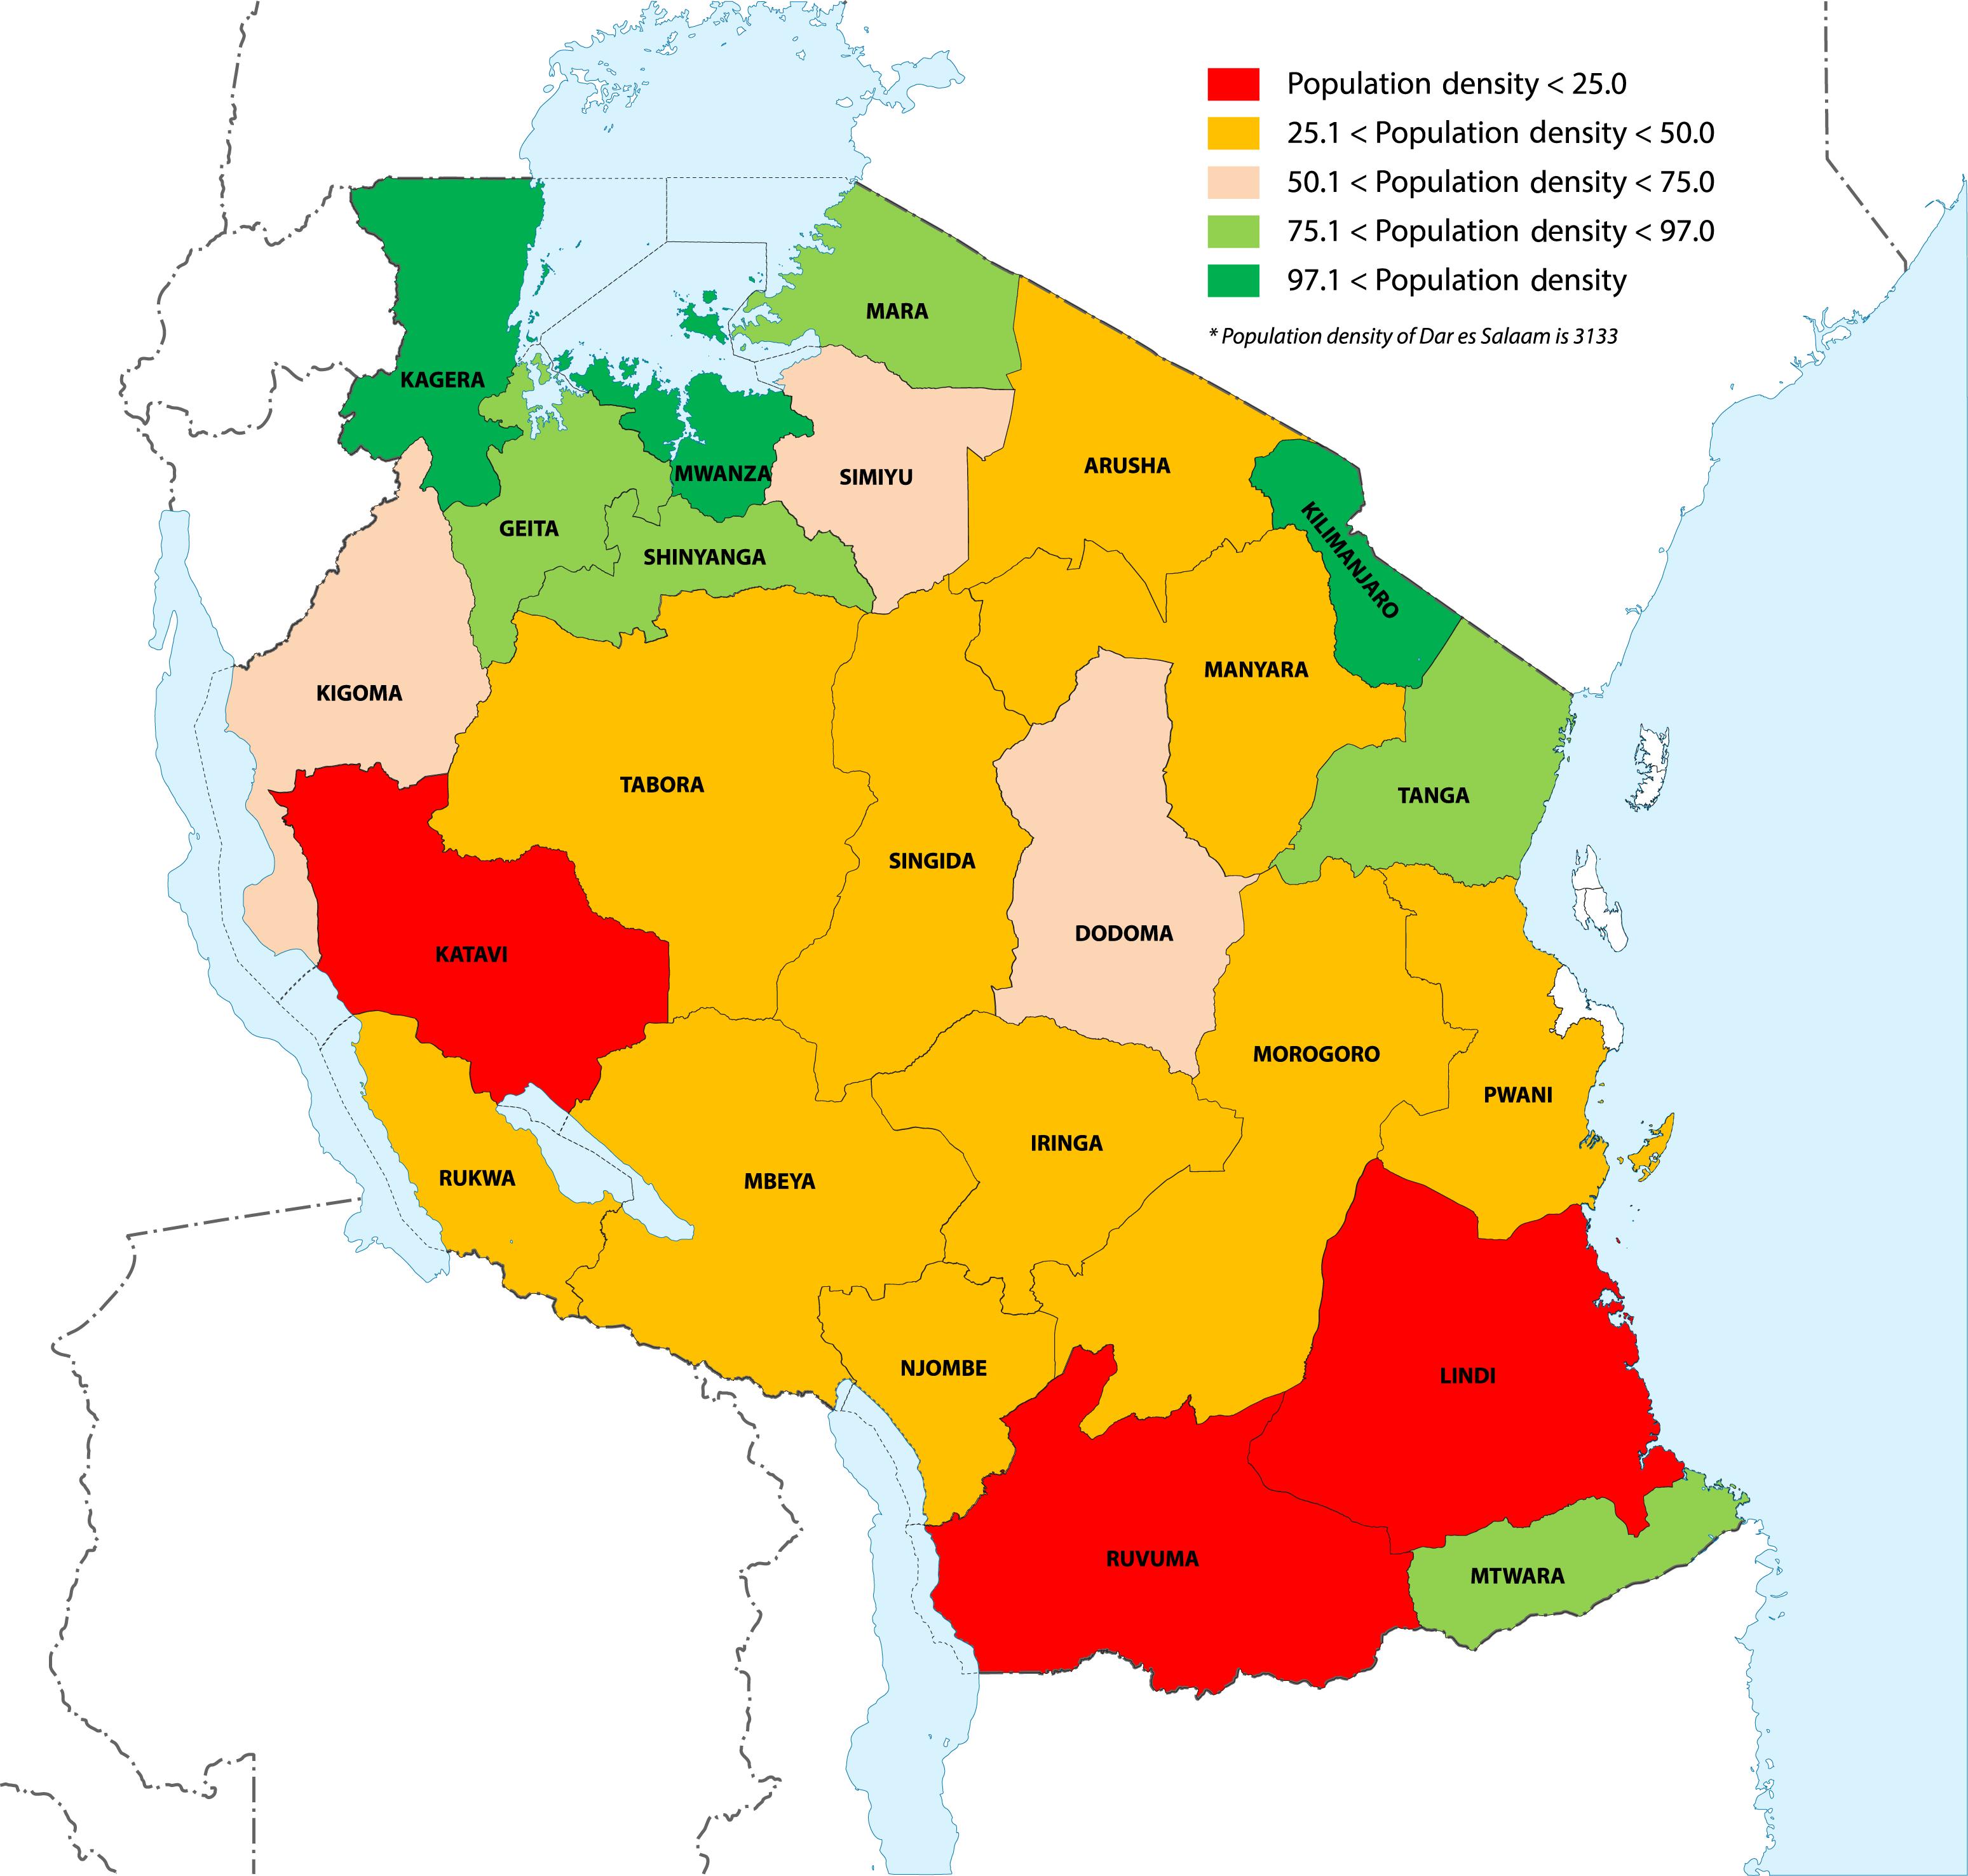 Population density < 25.0
25.1 < Population density < 50.0
50.1 < Population density < 75.0
75.1 < Population density < 97.0
97.1 < Population density
* Population density of Dar es Salaam is 3133
MARA
KAGERA
ARUSHA
MWANZA
SIMIYU
GEITA
KILIMANJARO
SHINYANGA
MANYARA
KIGOMA
TABORA
TANGA
SINGIDA
DODOMA
KATAVI
MOROGORO
PWANI
IRINGA
RUKWA
MBEYA
NJOMBE
LINDI
RUVUMA
MTWARA